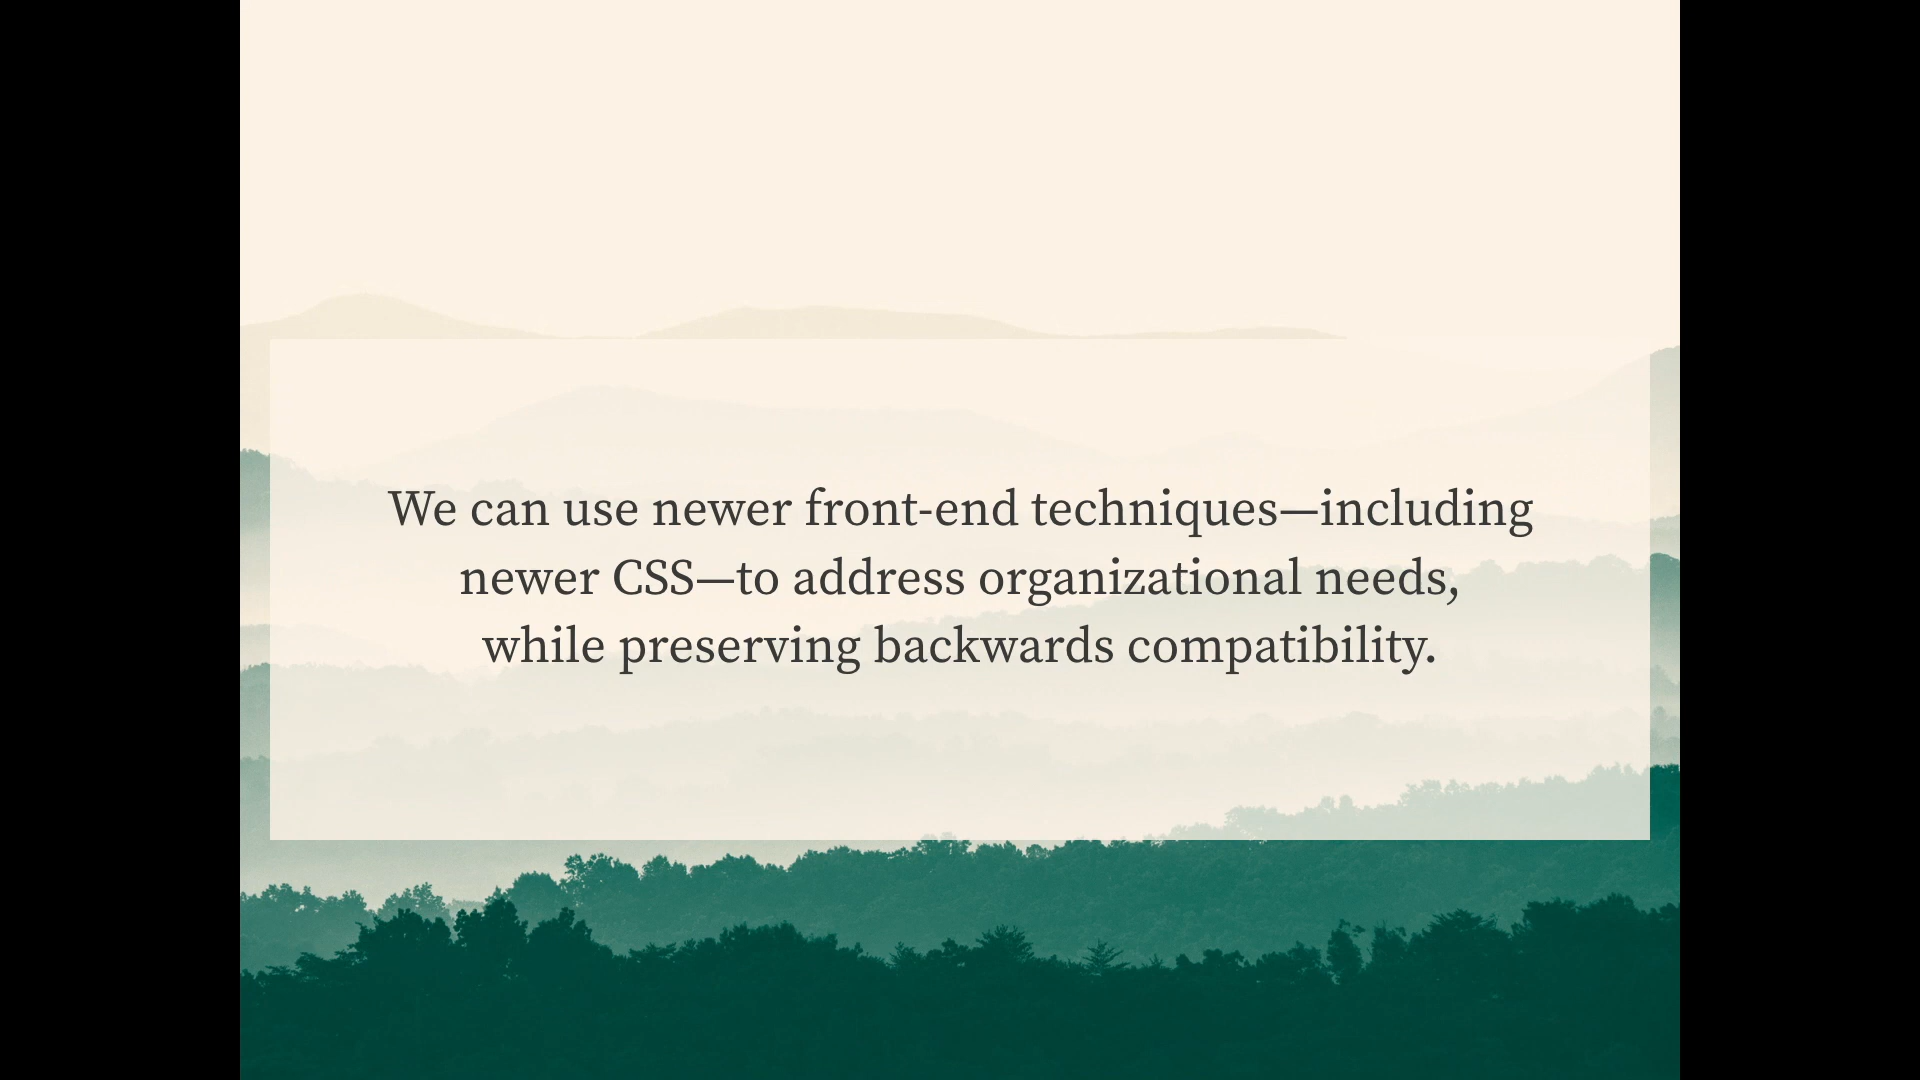 We can use newer front-end techniques—including
newer CSS—to address organizational needs,
while preserving backwards compatibility.